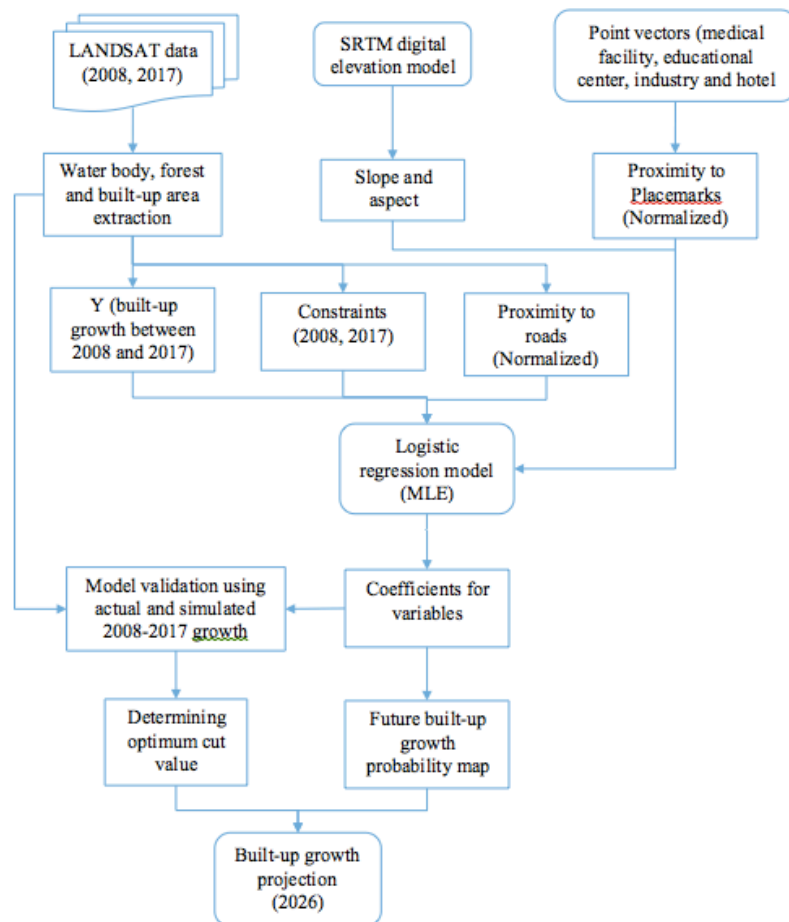 LANDSAT data
(2008, 2017)
SRTM digital
elevation model
Point vectors (medical
facility, educational
center, industry and hotel
Water body, forest
and built-up area
extraction
Slope and
aspect
Proximity to
Placemarks
(Normalized)
Y (built-up
growth between
2008 and 2017)
Constraints
(2008, 2017)
Proximity to
roads
(Normalized)
Logistic
regression model
(MLE)
Model validation using
actual and simulated
2008-2017 growth
Coefficients for
variables
Determining
optimum cut
value
Future built-up
growth
probability map
Built-up growth
projection
(2026)